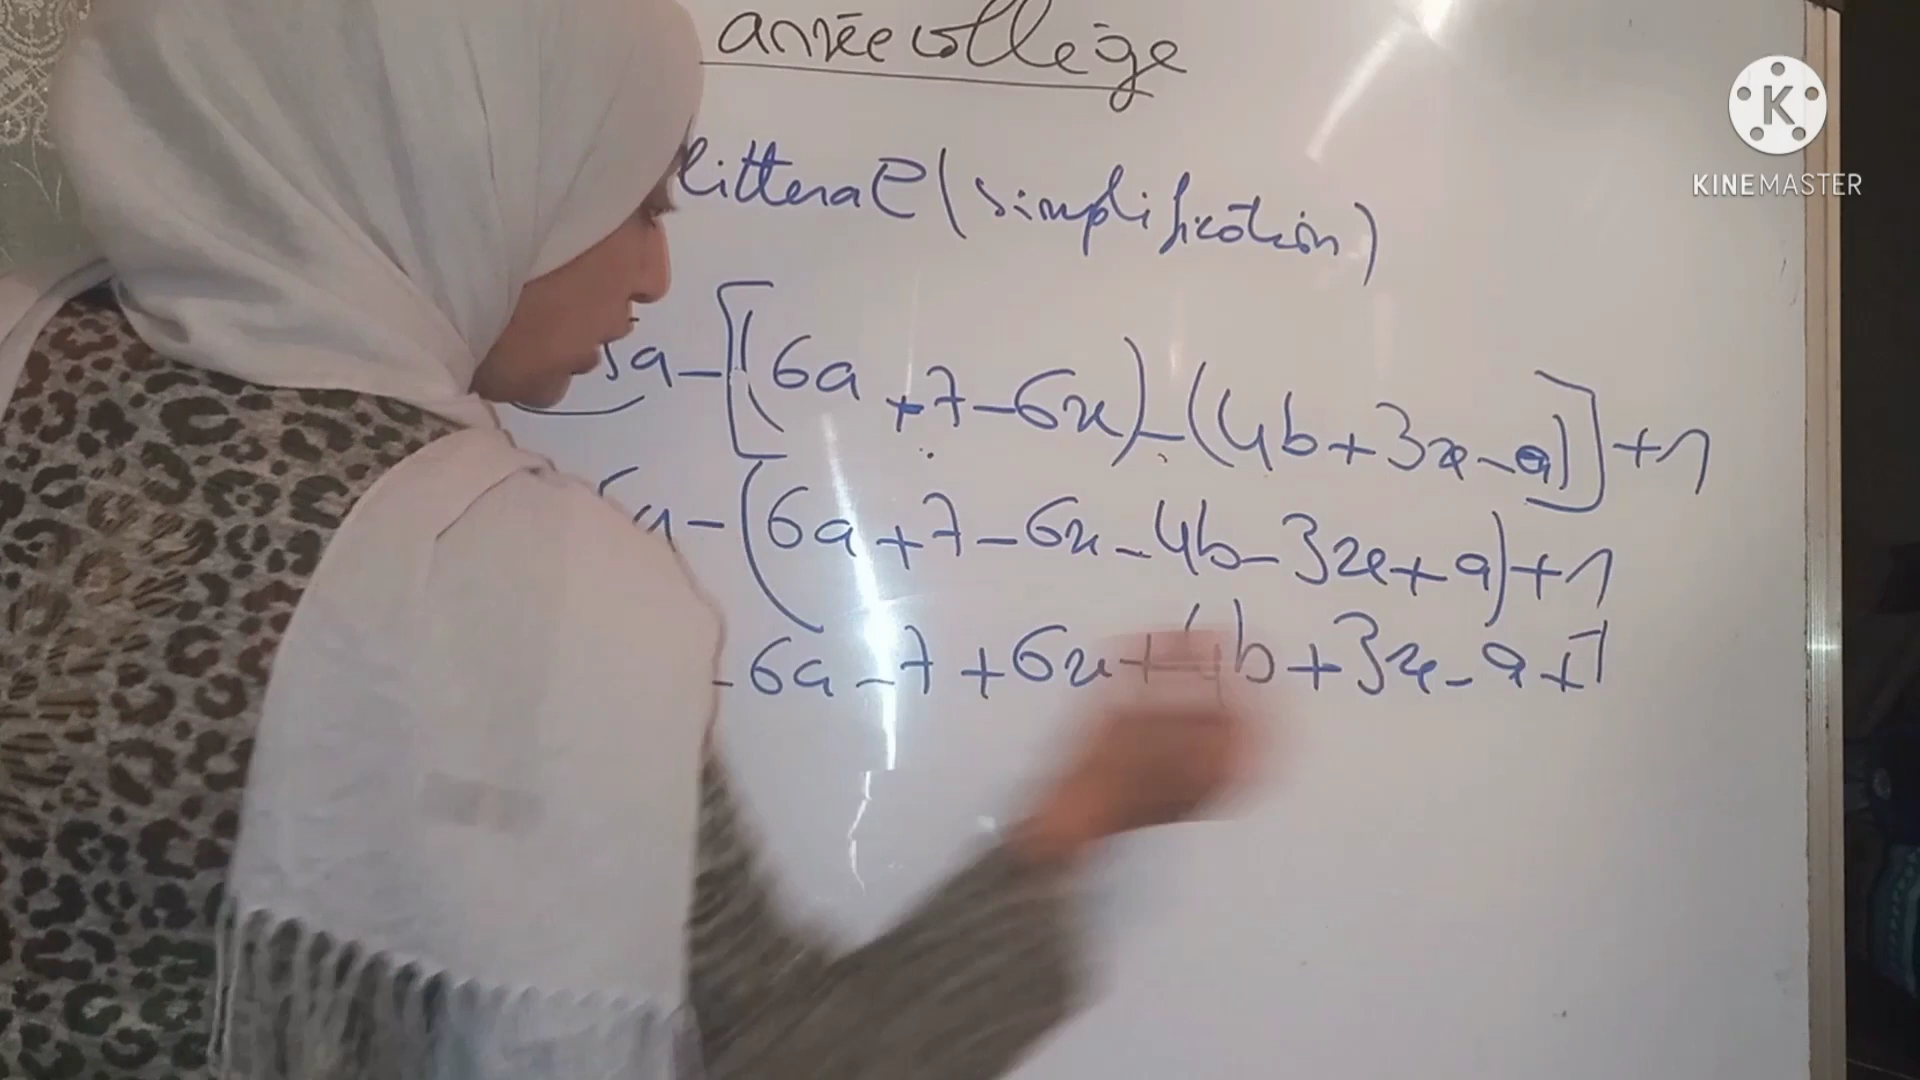 année collège
KINEMASTER
littéral (simplification)
a-[(6a+7-6x)-(4b+3x-a)]+1
a-(6a+7-6x-4b-3x+a)+1
-6a-7+6x+4b+3x-a+1